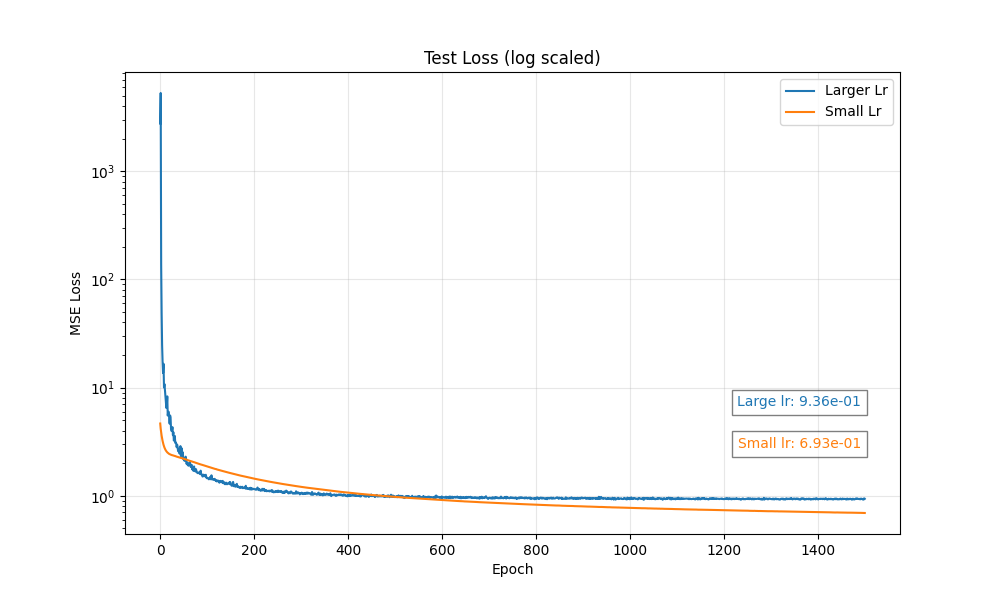 Test Loss (log scaled)
Larger Lr
Small Lr
MSE Loss
10³
10²
10¹
10⁰
Large lr: 9.36e-01
Small lr: 6.93e-01
0 200 400 600 800 1000 1200 1400
Epoch